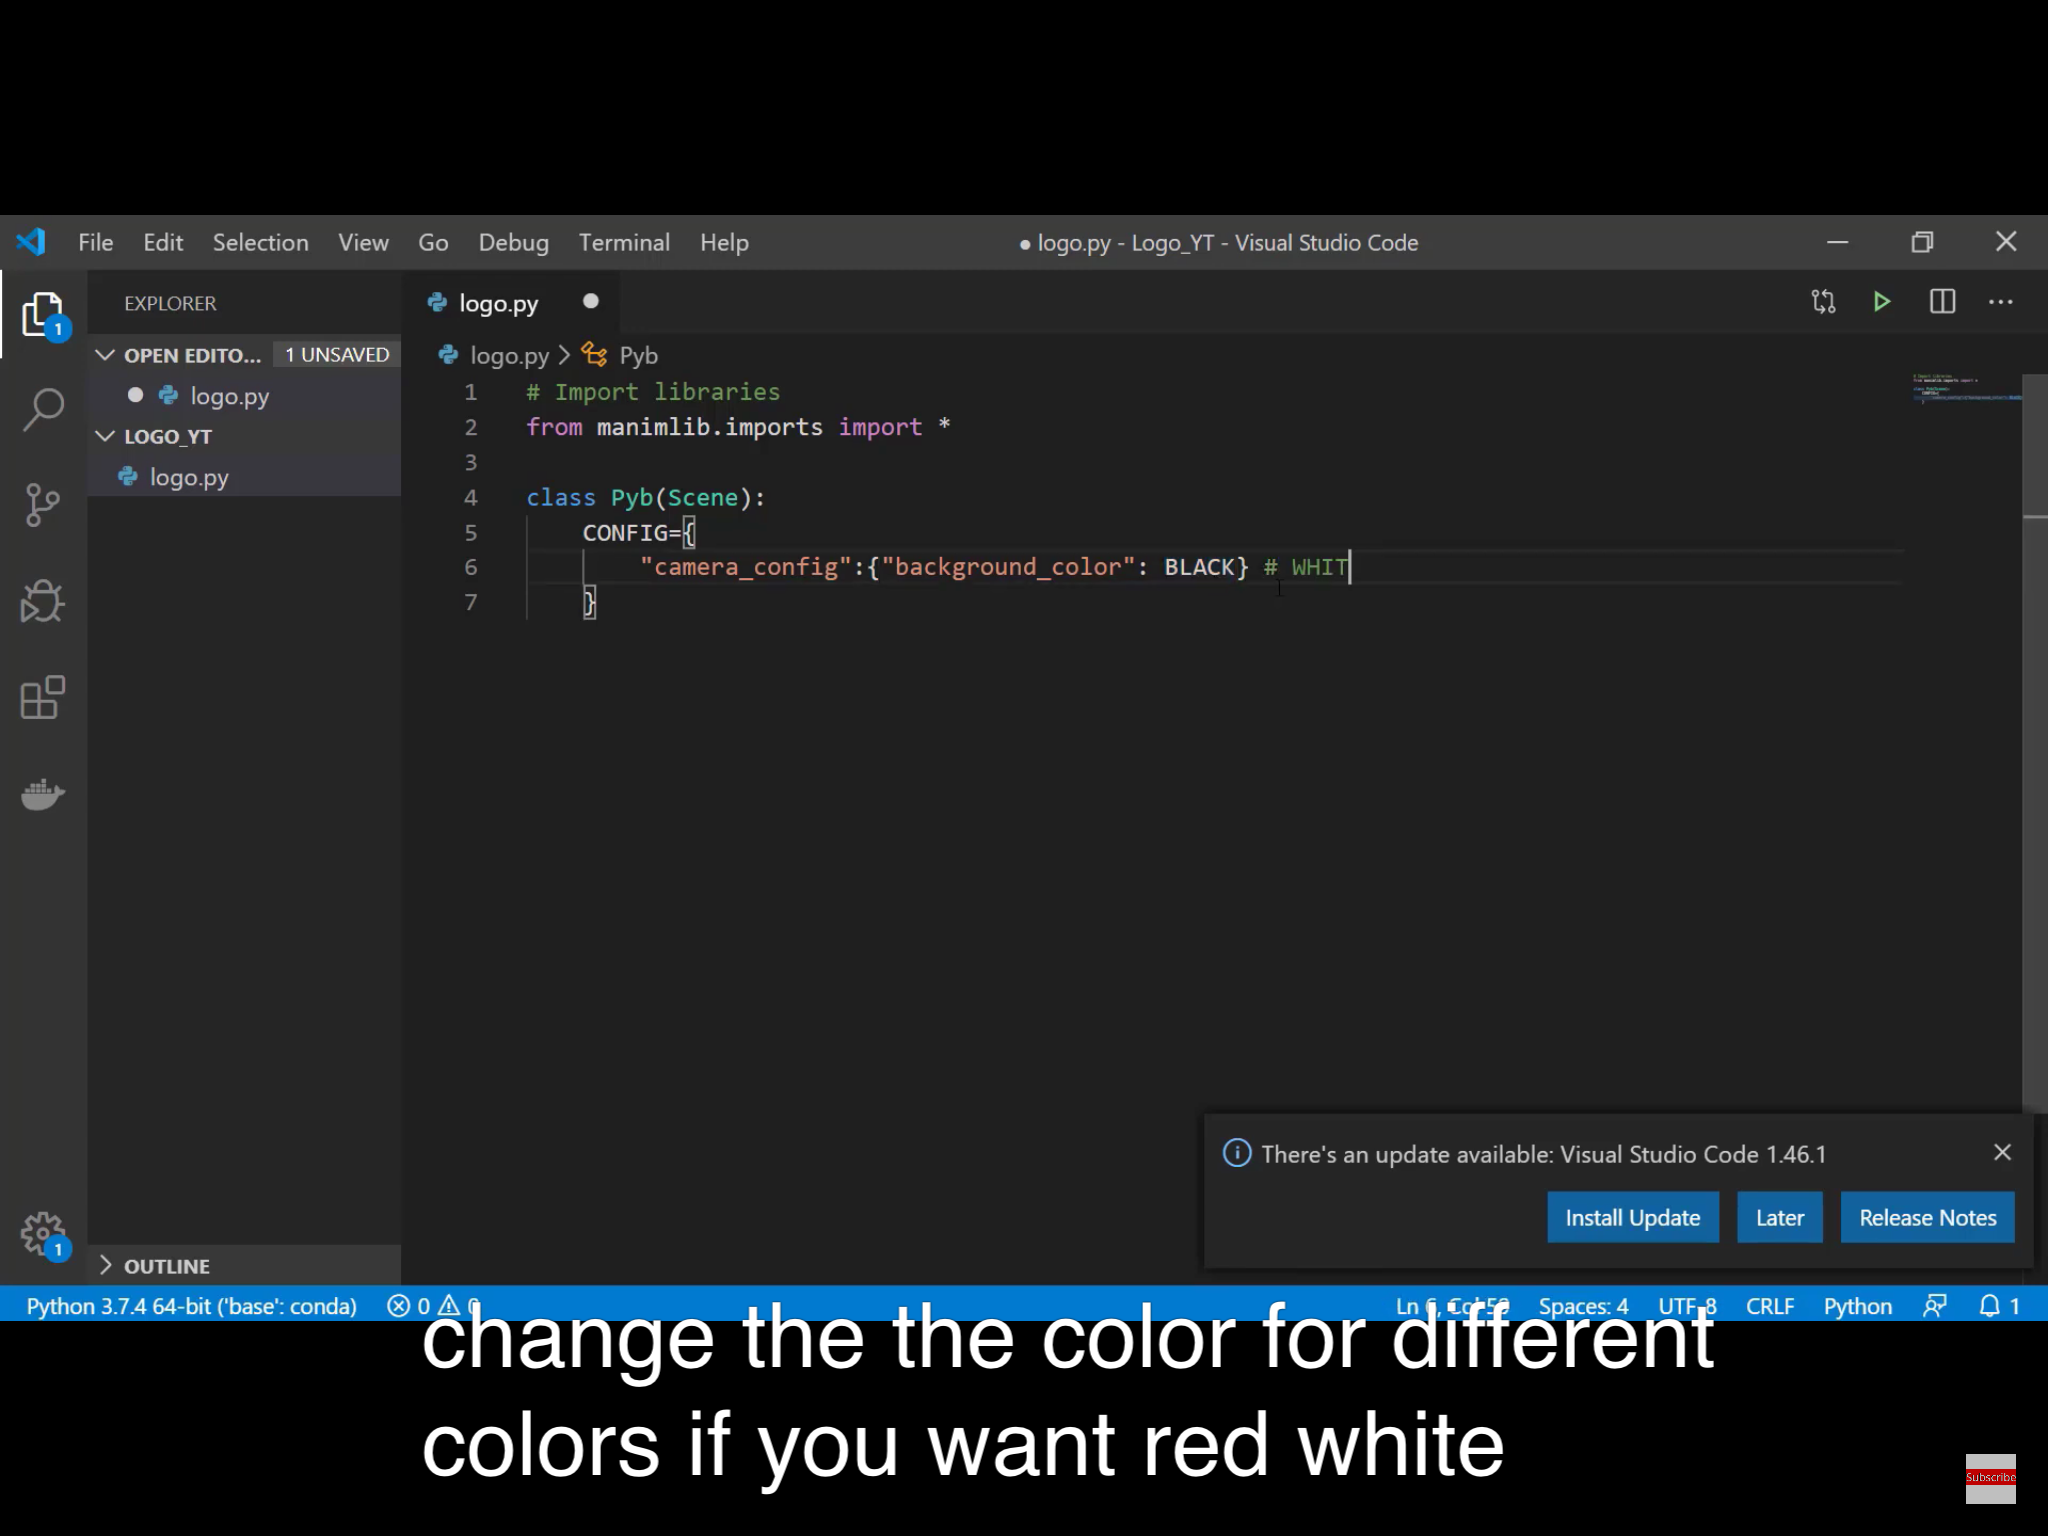 File Edit Selection View Go Debug Terminal Help ● logo.py - Logo_YT - Visual Studio Code
EXPLORER
logo.py
OPEN EDITO... 1 UNSAVED
logo.py > Pyb
logo.py
LOGO_YT
logo.py
1 # Import libraries
2 from manimlib.imports import *
3
4 class Pyb(Scene):
5 CONFIG={
6 "camera_config":{"background_color": BLACK} # WHIT
7 }
There's an update available: Visual Studio Code 1.46.1
Install Update Later Release Notes
1
1
OUTLINE
Python 3.7.4 64-bit ('base': conda) 0 Ln 6, Col Spaces: 4 UTF-8 CRLF Python 1
change the the color for different
colors if you want red white
Subscribe